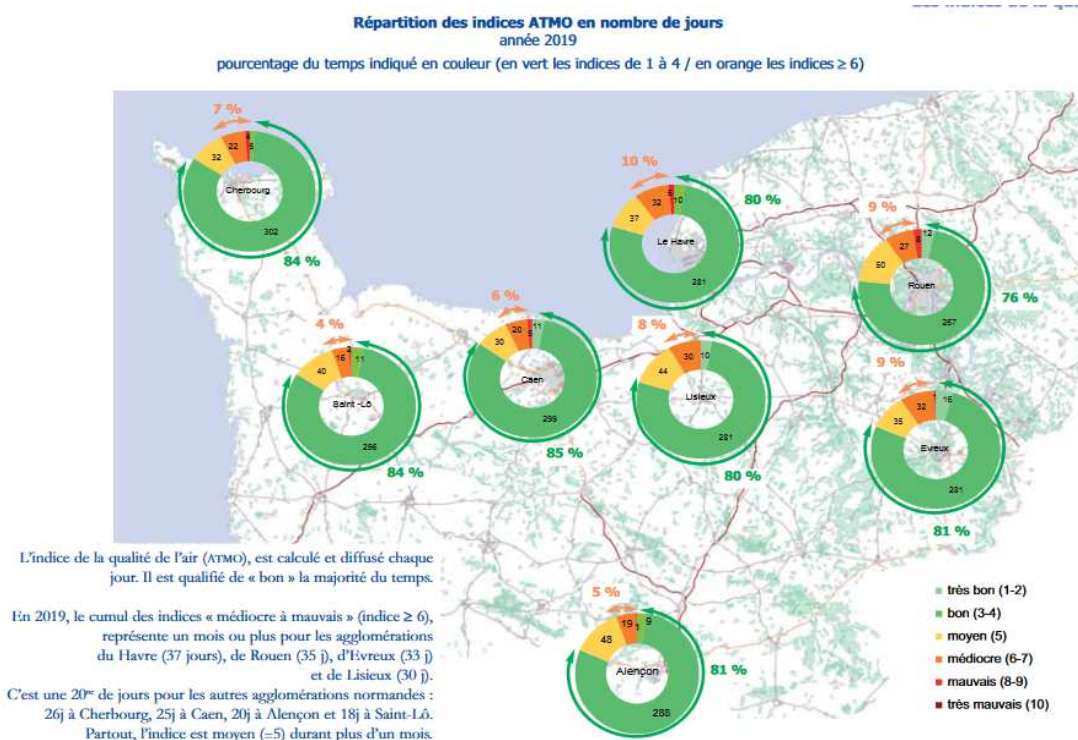 Répartition des indices ATMO en nombre de jours
année 2019
pourcentage du temps indiqué en couleur (en vert les indices de 1 à 4 / en orange les indices ≥ 6)
7 %
4
22
5
32
Cherbourg
302
84 %
10 %
5
32
10
37
Le Havre
281
80 %
9 %
27
8
12
50
Rouen
267
76 %
6 %
20
5
11
30
Caen
299
85 %
4 %
2
16
11
40
Saint -Lô
296
84 %
8 %
30
10
44
Lisieux
281
80 %
9 %
1
32
16
35
Evreux
281
81 %
5 %
19
1
9
48
Alençon
288
81 %
L'indice de la qualité de l'air (ATMO), est calculé et diffusé chaque
jour. Il est qualifié de « bon » la majorité du temps.
En 2019, le cumul des indices « médiocre à mauvais » (indice ≥ 6),
représente un mois ou plus pour les agglomérations
du Havre (37 jours), de Rouen (35 j), d'Evreux (33 j)
et de Lisieux (30 j).
C'est une 20ne de jours pour les autres agglomérations normandes :
26j à Cherbourg, 25j à Caen, 20j à Alençon et 18j à Saint-Lô.
Partout, l'indice est moyen (=5) durant plus d'un mois.
très bon (1-2)
bon (3-4)
moyen (5)
médiocre (6-7)
mauvais (8-9)
très mauvais (10)